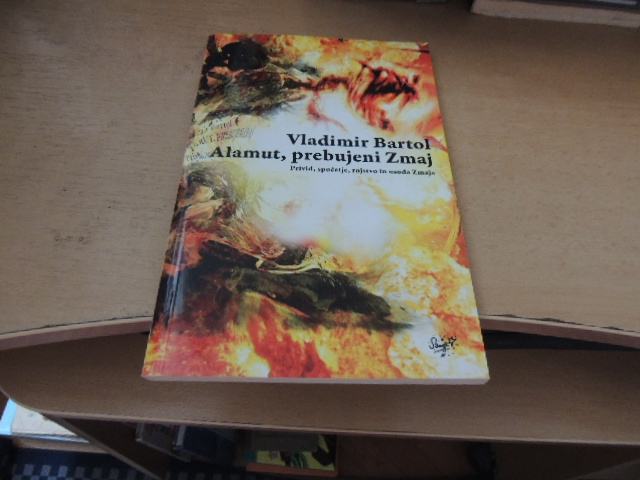 Vladimir Bartol
Alamut, prebujeni Zmaj
Privid, spočetje, rojstvo in usoda Zmaja